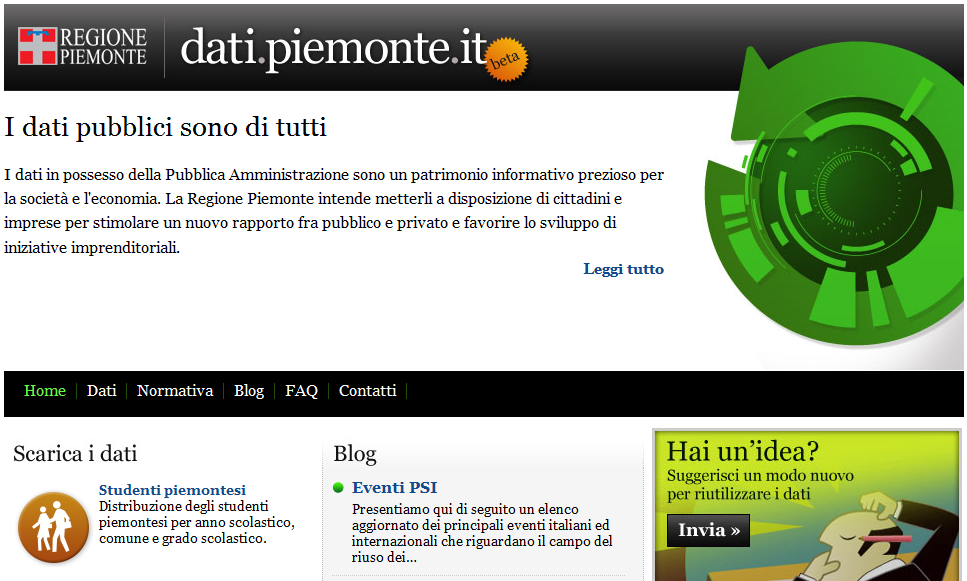 REGIONE
PIEMONTE
dati.piemonte.it
beta
I dati pubblici sono di tutti
I dati in possesso della Pubblica Amministrazione sono un patrimonio informativo prezioso per
la società e l'economia. La Regione Piemonte intende metterli a disposizione di cittadini e
imprese per stimolare un nuovo rapporto fra pubblico e privato e favorire lo sviluppo di
iniziative imprenditoriali.
Leggi tutto
Home | Dati | Normativa | Blog | FAQ | Contatti |
Scarica i dati
Studenti piemontesi
Distribuzione degli studenti
piemontesi per anno scolastico,
comune e grado scolastico.
Blog
Eventi PSI
Presentiamo qui di seguito un elenco
aggiornato dei principali eventi italiani ed
internazionali che riguardano il campo del
riuso dei...
Hai un'idea?
Suggerisci un modo nuovo
per riutilizzare i dati
Invia »